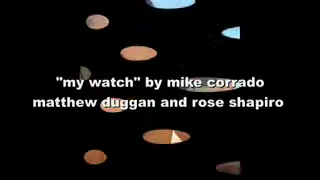 "my watch" by mike corrado
matthew duggan and rose shapiro